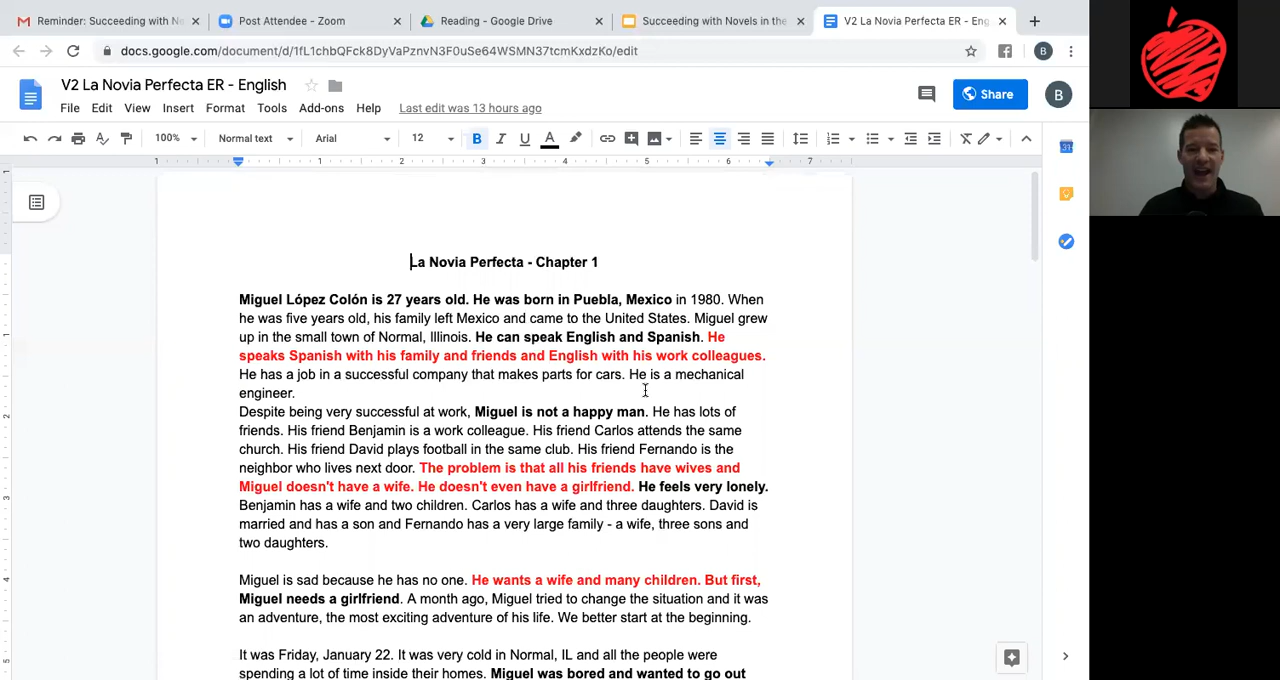 Reminder: Succeeding with No
Post Attendee - Zoom
Reading - Google Drive
Succeeding with Novels in the
V2 La Novia Perfecta ER - Eng
docs.google.com/document/d/1fL1chbQFck8DyVaPznvN3F0uSe64WSMN37tcmKxdzKo/edit
B
V2 La Novia Perfecta ER - English
File Edit View Insert Format Tools Add-ons Help Last edit was 13 hours ago
Share
B
100% Normal text Arial 12 B I U A
1 1 2 3 4 5 6 7
La Novia Perfecta - Chapter 1
Miguel López Colón is 27 years old. He was born in Puebla, Mexico in 1980. When
he was five years old, his family left Mexico and came to the United States. Miguel grew
up in the small town of Normal, Illinois. He can speak English and Spanish. He
speaks Spanish with his family and friends and English with his work colleagues.
He has a job in a successful company that makes parts for cars. He is a mechanical
engineer.
Despite being very successful at work, Miguel is not a happy man. He has lots of
friends. His friend Benjamin is a work colleague. His friend Carlos attends the same
church. His friend David plays football in the same club. His friend Fernando is the
neighbor who lives next door. The problem is that all his friends have wives and
Miguel doesn't have a wife. He doesn't even have a girlfriend. He feels very lonely.
Benjamin has a wife and two children. Carlos has a wife and three daughters. David is
married and has a son and Fernando has a very large family - a wife, three sons and
two daughters.
Miguel is sad because he has no one. He wants a wife and many children. But first,
Miguel needs a girlfriend. A month ago, Miguel tried to change the situation and it was
an adventure, the most exciting adventure of his life. We better start at the beginning.
It was Friday, January 22. It was very cold in Normal, IL and all the people were
spending a lot of time inside their homes. Miguel was bored and wanted to go out
1
1
2
3
4
5
31